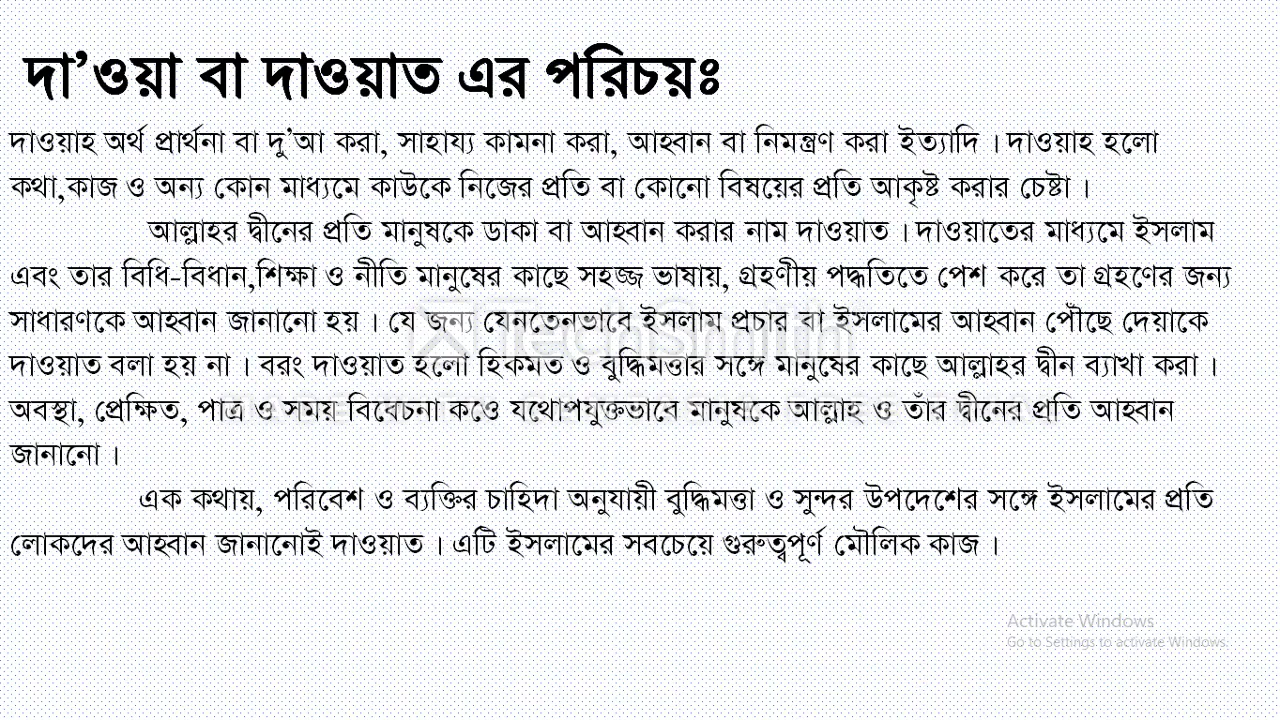 দা’ওয়া বা দাওয়াত এর পরিচয়ঃ
দাওয়াহ অর্থ প্রার্থনা বা দু’আ করা, সাহায্য কামনা করা, আহবান বা নিমন্ত্রণ করা ইত্যাদি । দাওয়াহ হলো
কথা,কাজ ও অন্য কোন মাধ্যমে কাউকে নিজের প্রতি বা কোনো বিষয়ের প্রতি আকৃষ্ট করার চেষ্টা ।
আল্লাহর দ্বীনের প্রতি মানুষকে ডাকা বা আহবান করার নাম দাওয়াত । দাওয়াতের মাধ্যমে ইসলাম
এবং তার বিধি-বিধান,শিক্ষা ও নীতি মানুষের কাছে সহজ্জ ভাষায়, গ্রহণীয় পদ্ধতিতে পেশ করে তা গ্রহণের জন্য
সাধারণকে আহবান জানানো হয় । যে জন্য যেনতেনভাবে ইসলাম প্রচার বা ইসলামের আহবান পৌঁছে দেয়াকে
দাওয়াত বলা হয় না । বরং দাওয়াত হলো হিকমত ও বুদ্ধিমত্তার সঙ্গে মানুষের কাছে আল্লাহর দ্বীন ব্যাখা করা ।
অবস্থা, প্রেক্ষিত, পাত্র ও সময় বিবেচনা কওে যথোপযুক্তভাবে মানুষকে আল্লাহ ও তাঁর দ্বীনের প্রতি আহবান
জানানো ।
এক কথায়, পরিবেশ ও ব্যক্তির চাহিদা অনুযায়ী বুদ্ধিমত্তা ও সুন্দর উপদেশের সঙ্গে ইসলামের প্রতি
লোকদের আহবান জানানোই দাওয়াত । এটি ইসলামের সবচেয়ে গুরুত্বপূর্ণ মৌলিক কাজ ।
TechSmith
Activate Windows
Go to Settings to activate Windows.